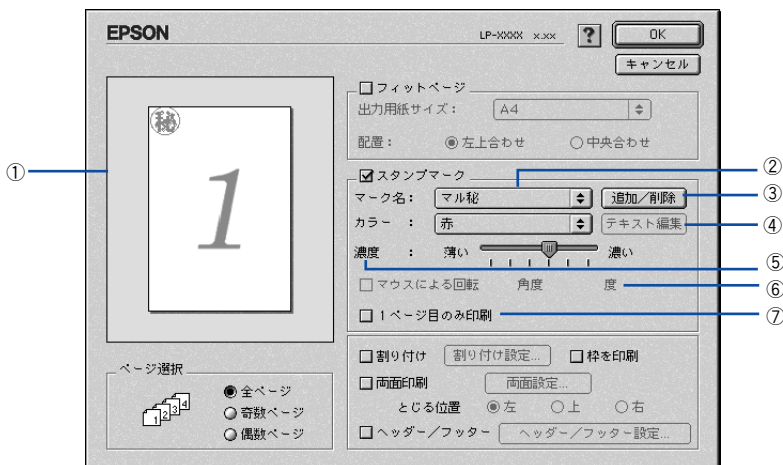 EPSON
LP-XXXX x.xx
?
OK
キャンセル
秘
1
①
フィットページ
出力用紙サイズ： A4
配置： 左上合わせ 中央合わせ
スタンプマーク
②
マーク名： マル秘 追加／削除
③
カラー ： 赤 テキスト編集
④
濃度 ： 薄い 濃い
⑤
マウスによる回転 角度 度
⑥
1ページ目のみ印刷
⑦
ページ選択
1 2 3 4
全ページ
奇数ページ
偶数ページ
割り付け 割り付け設定... 枠を印刷
両面印刷 両面設定...
とじる位置 左 上 右
ヘッダー／フッター ヘッダー／フッター設定...